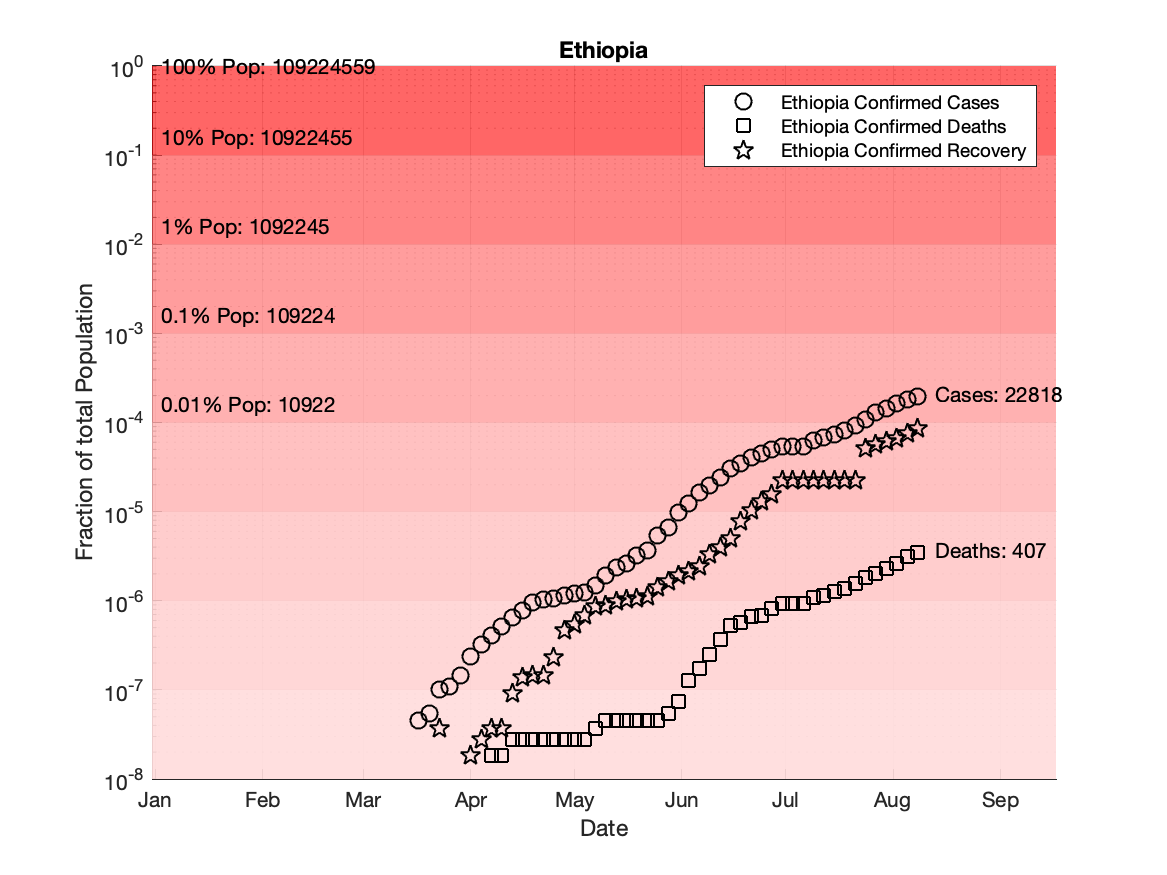 Ethiopia
10^0
100% Pop: 109224559
Ethiopia Confirmed Cases
Ethiopia Confirmed Deaths
Ethiopia Confirmed Recovery
10% Pop: 10922455
10^-1
1% Pop: 1092245
10^-2
0.1% Pop: 109224
10^-3
Cases: 22818
0.01% Pop: 10922
10^-4
10^-5
Deaths: 407
10^-6
10^-7
10^-8
Fraction of total Population
Jan Feb Mar Apr May Jun Jul Aug Sep
Date